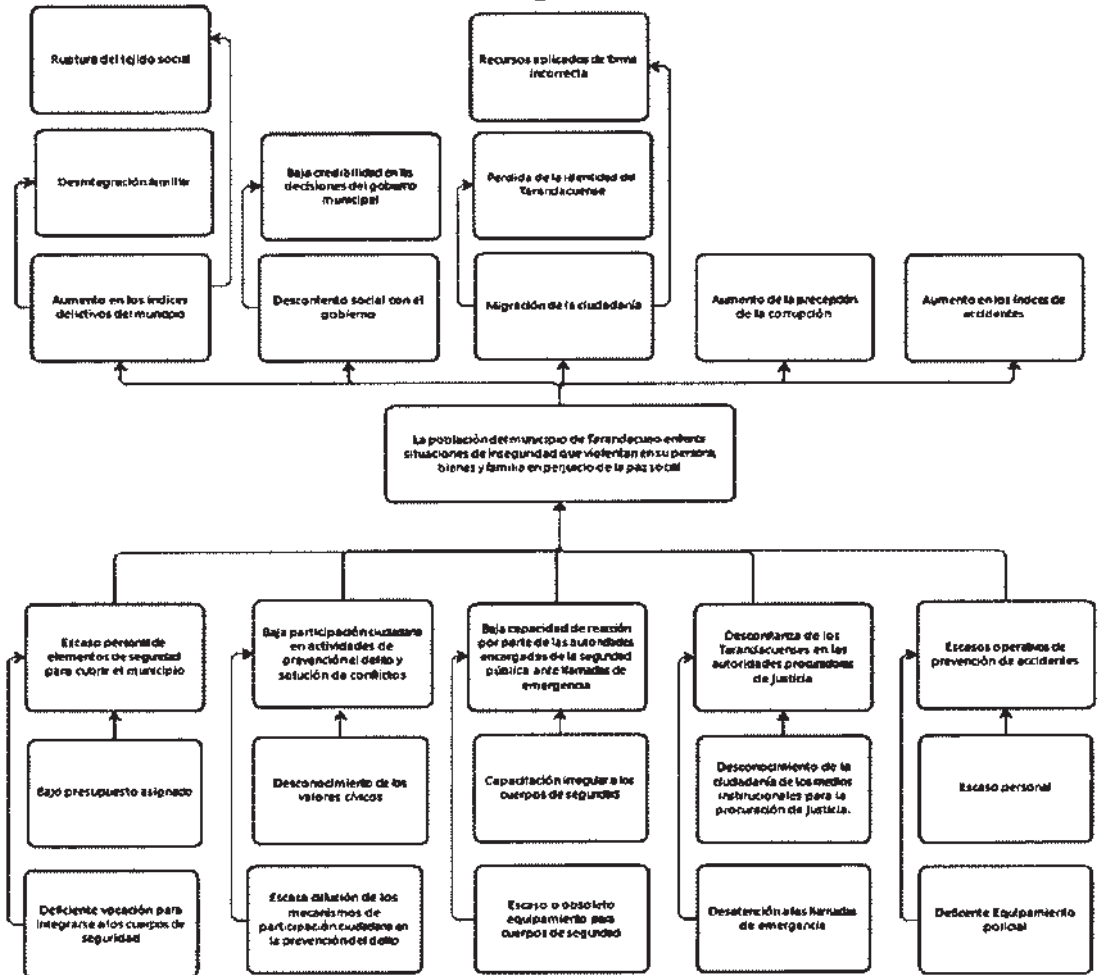 Ruptura del tejido social
Recursos aplicados de forma
incorrecta
Desintegración familiar
Baja credibilidad en las
decisiones del gobierno
municipal
Perdida de la identidad del
Tarandacuense
Aumento en los índices
delictivos del municipio
Descontento social con el
gobierno
Migración de la ciudadanía
Aumento de la precepción
de la corrupción
Aumento en los índices de
accidentes
La población del municipio de Tarandacuao enfrenta
situaciones de inseguridad que violentan en su persona,
bienes y familia en perjuicio de la paz social
Escaso personal de
elementos de seguridad
para cubrir el municipio
Baja participación ciudadana
en actividades de
prevención el delito y
solución de conflictos
Baja capacidad de reacción
por parte de las autoridades
encargadas de la seguridad
pública ante llamadas de
emergencia
Desconfianza de los
Tarandacuenses en las
autoridades procuradoras
de Justicia
Escasos operativos de
prevención de accidentes
Bajo presupuesto asignado
Desconocimiento de los
valores cívicos
Capacitación irregular a los
cuerpos de seguridad
Desconocimiento de la
ciudadanía de los medios
institucionales para la
procuración de Justicia.
Escaso personal
Deficiente vocación para
integrarse a los cuerpos de
seguridad
Escasa difusión de los
mecanismos de
participación ciudadana en
la prevención del delito
Escaso o obsoleto
equipamiento para
cuerpos de seguridad
Desatención a las llamadas
de emergencia
Deficiente Equipamiento
policial